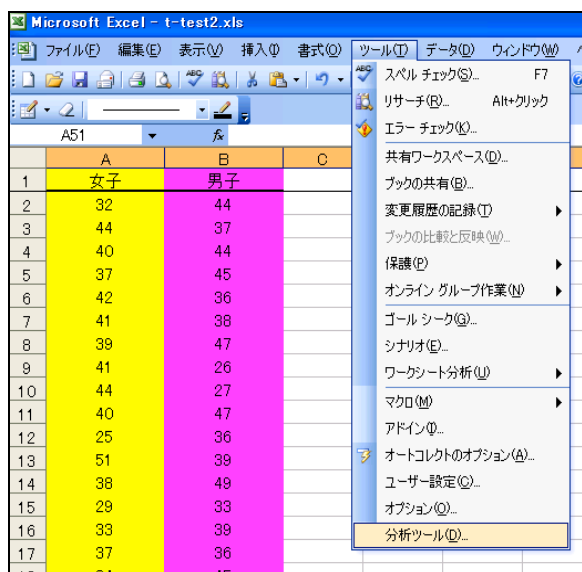 Microsoft Excel - t-test2.xls
ファイル(F) 編集(E) 表示(V) 挿入(I) 書式(O) ツール(T) データ(D) ウィンドウ(W)
A51 fx
A B C
1 女子 男子
2 32 44
3 44 37
4 40 44
5 37 45
6 42 36
7 41 38
8 39 47
9 41 26
10 44 27
11 40 47
12 25 36
13 51 39
14 38 49
15 29 33
16 33 39
17 37 36
スペル チェック(S)... F7
リサーチ(R)... Alt+クリック
エラー チェック(K)...
共有ワークスペース(D)...
ブックの共有(B)...
変更履歴の記録(T)
ブックの比較と反映(W)...
保護(P)
オンライン グループ作業(N)
ゴール シーク(G)...
シナリオ(E)...
ワークシート分析(U)
マクロ(M)
アドイン(I)...
オートコレクトのオプション(A)...
ユーザー設定(C)...
オプション(O)...
分析ツール(D)...